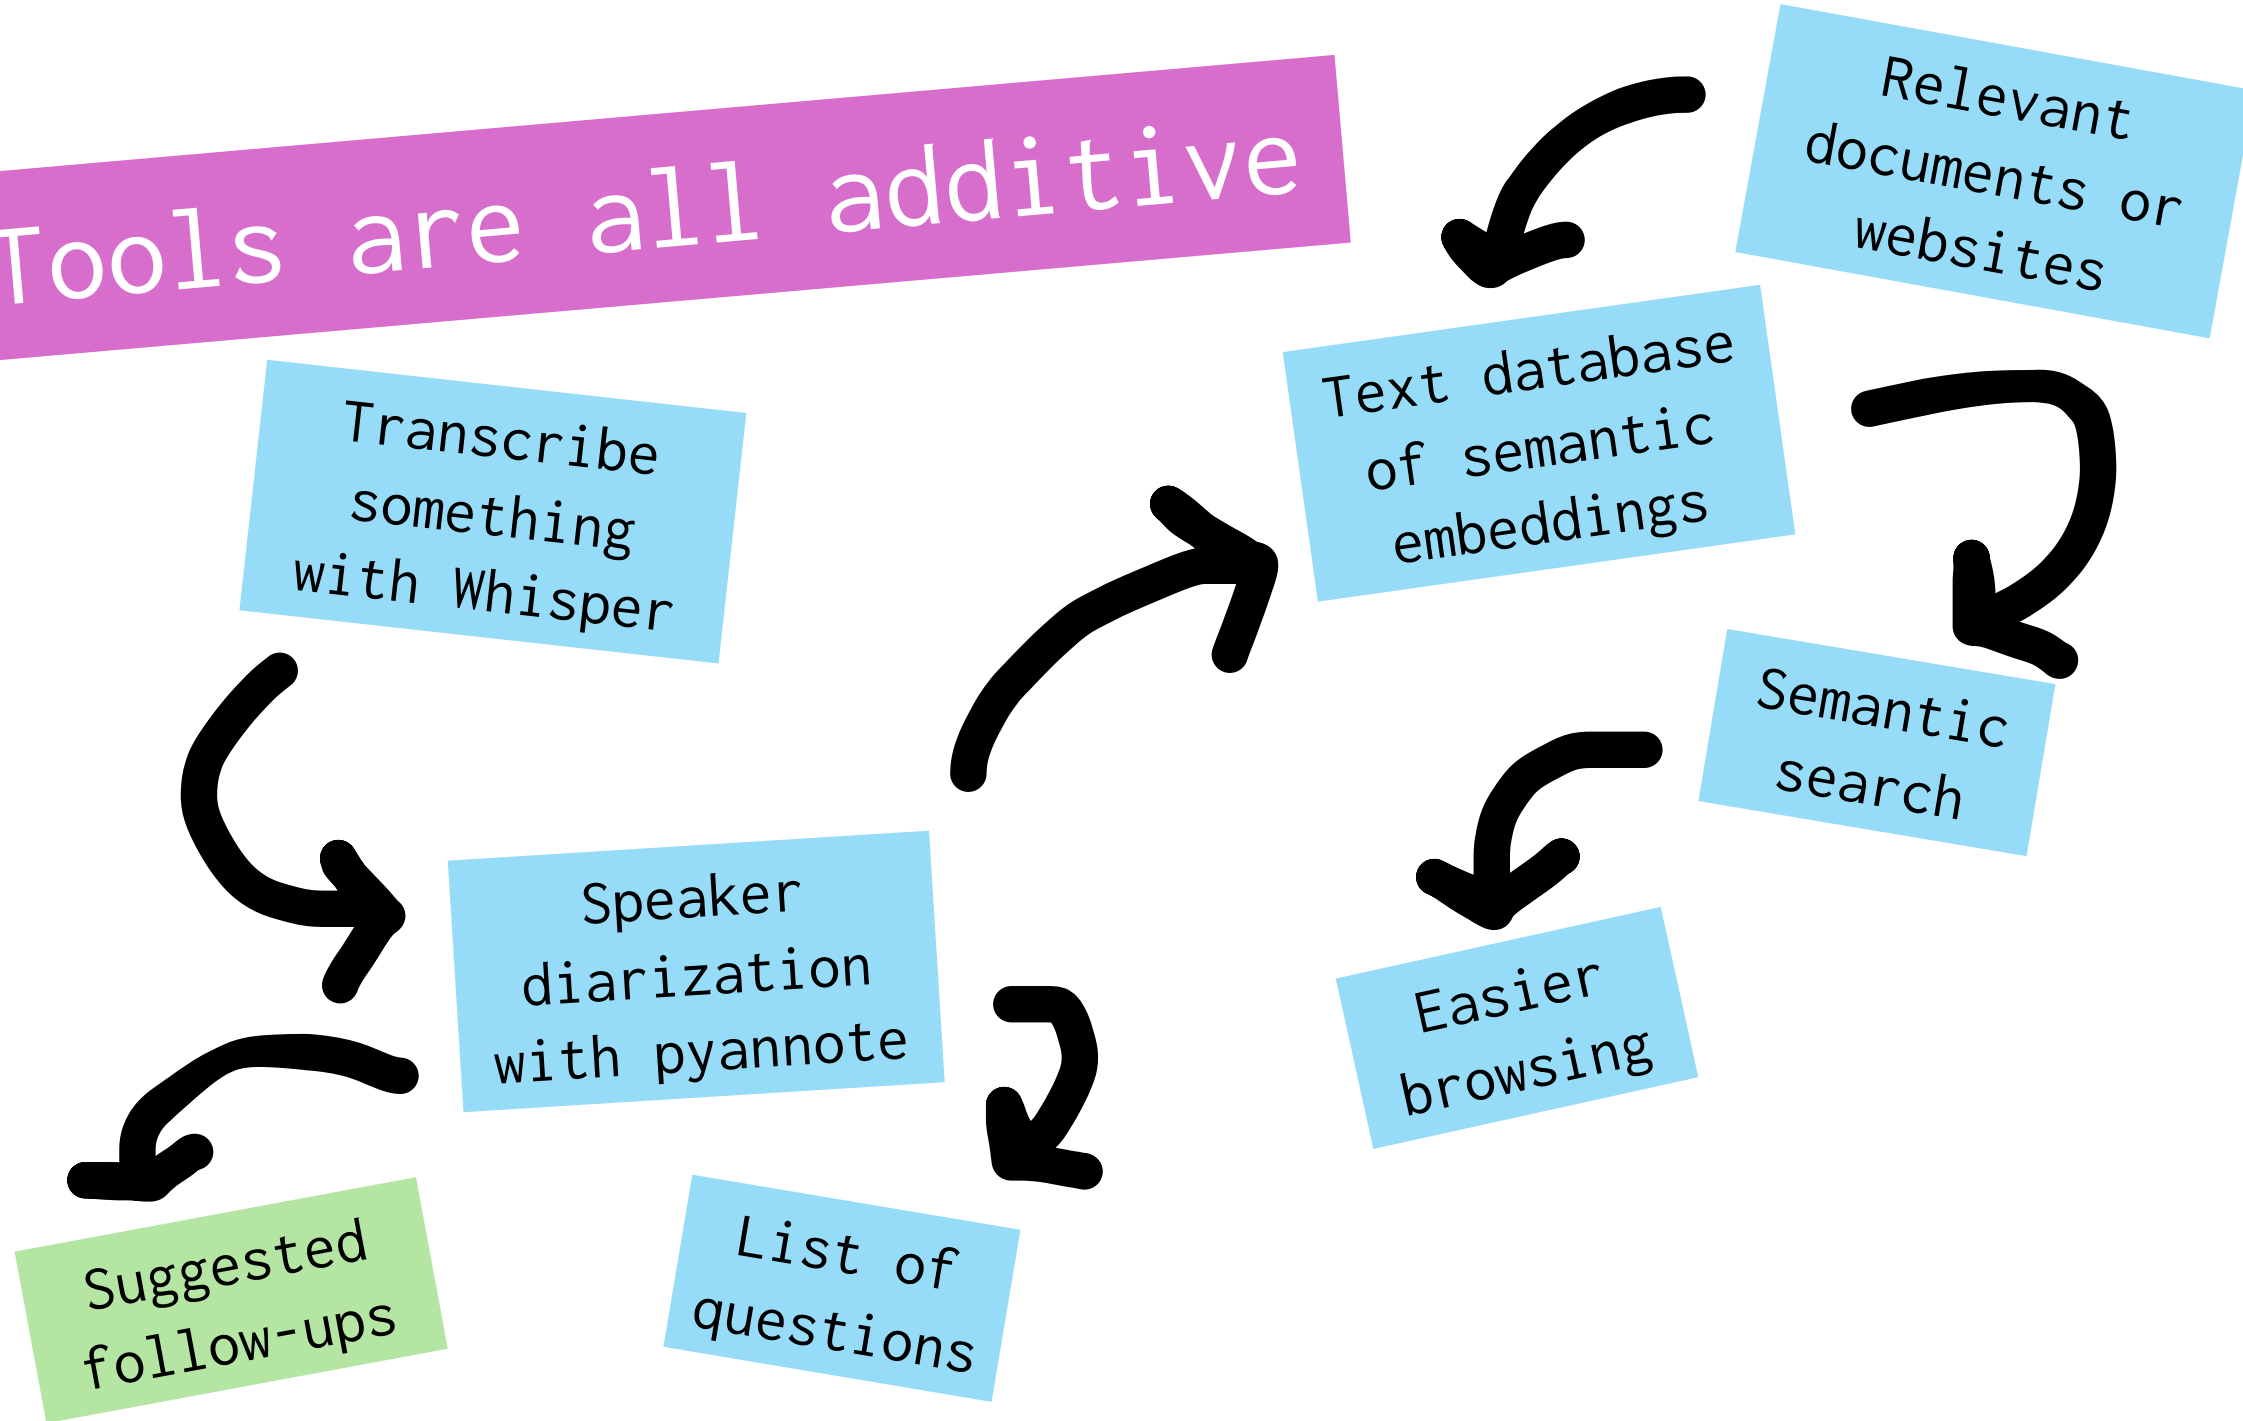 Tools are all additive
Relevant
documents or
websites
Transcribe
something
with Whisper
Text database
of semantic
embeddings
Semantic
search
Speaker
diarization
with pyannote
Easier
browsing
Suggested
follow-ups
List of
questions